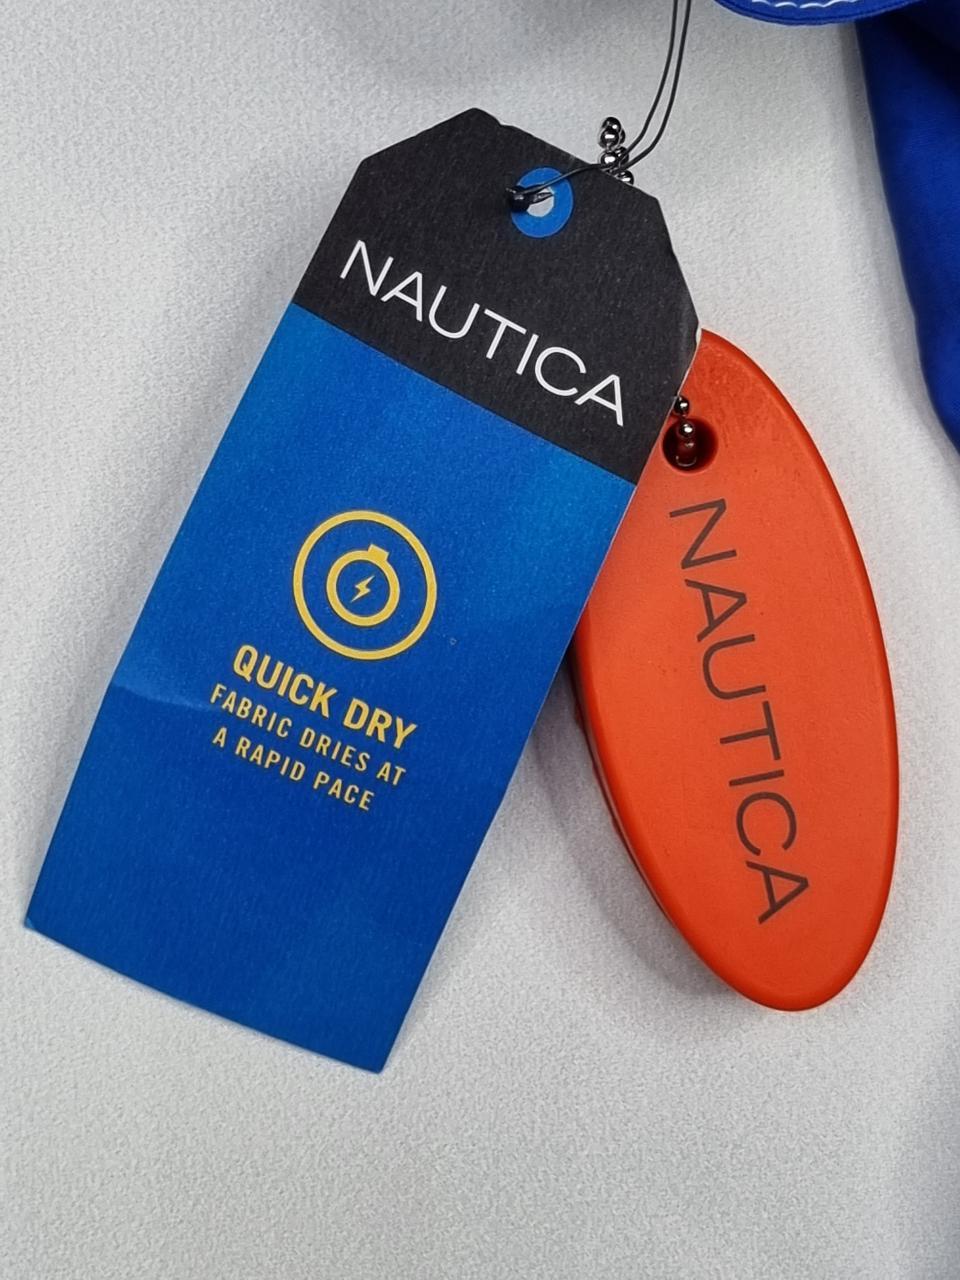 NAUTICA
QUICK DRY
FABRIC DRIES AT
A RAPID PACE
NAUTICA